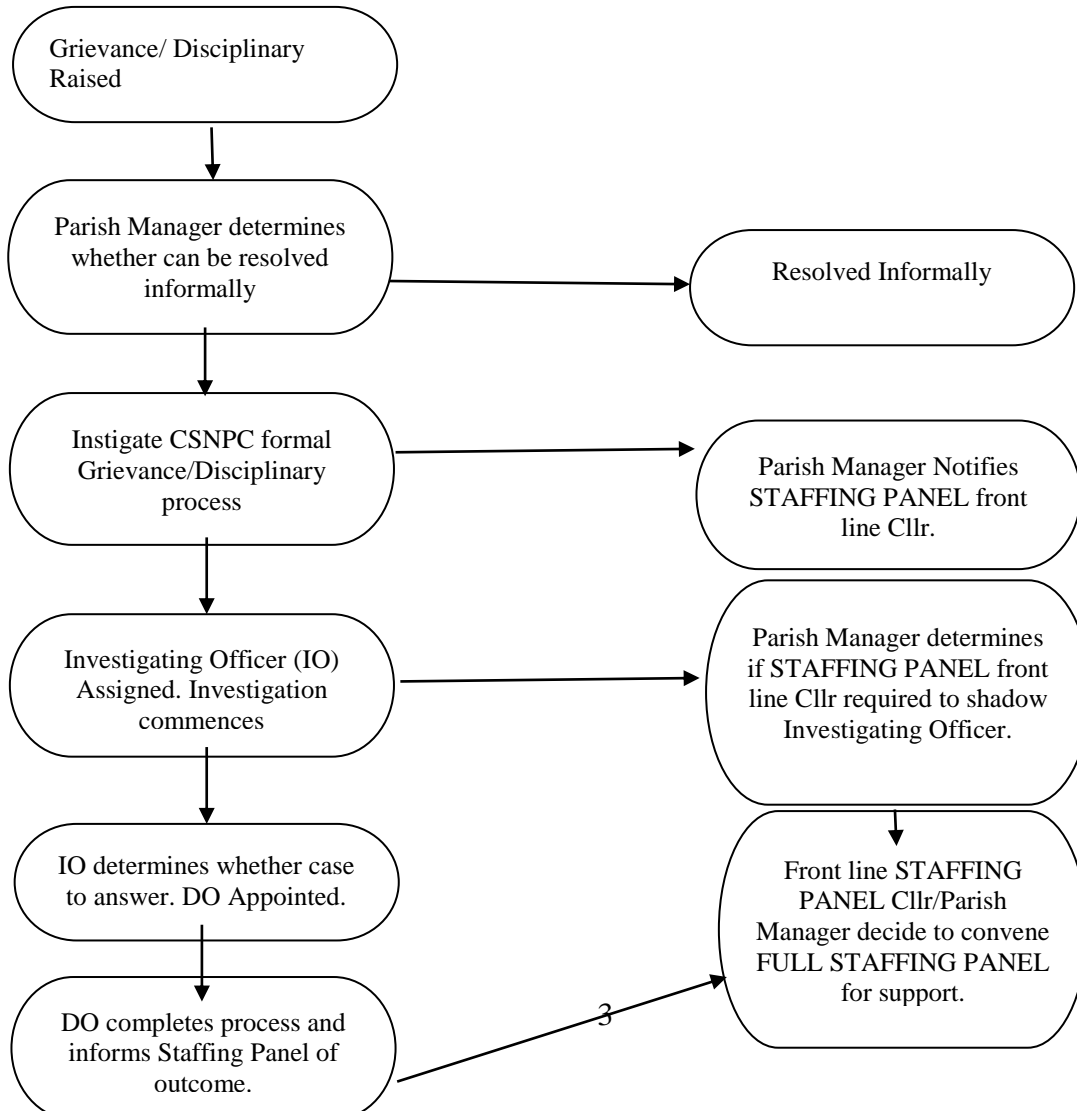 Grievance/ Disciplinary
Raised
Parish Manager determines
whether can be resolved
informally
Resolved Informally
Instigate CSNPC formal
Grievance/Disciplinary
process
Parish Manager Notifies
STAFFING PANEL front
line Cllr.
Investigating Officer (IO)
Assigned. Investigation
commences
Parish Manager determines
if STAFFING PANEL front
line Cllr required to shadow
Investigating Officer.
IO determines whether case
to answer. DO Appointed.
Front line STAFFING
PANEL Cllr/Parish
Manager decide to convene
FULL STAFFING PANEL
for support.
DO completes process and
informs Staffing Panel of
outcome.
3